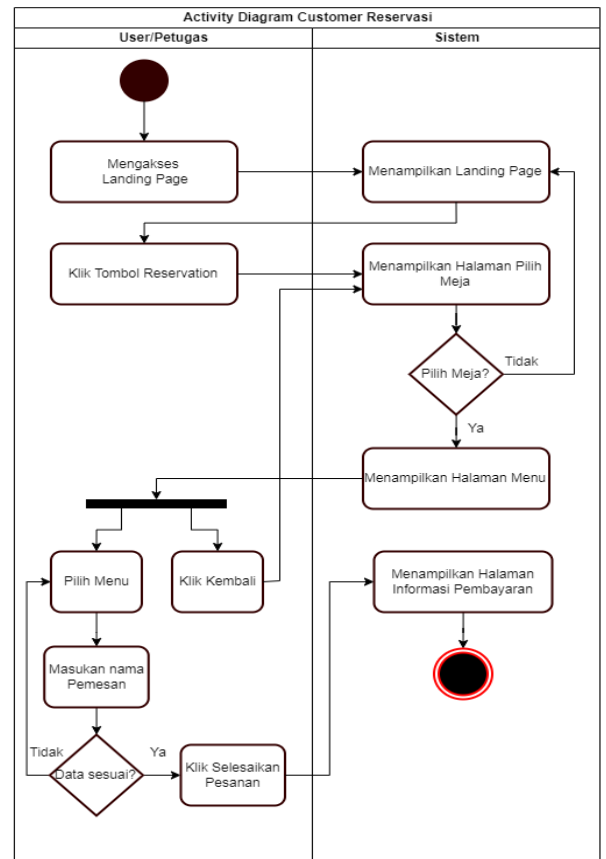 Activity Diagram Customer Reservasi
User/Petugas
Sistem
Mengakses
Landing Page
Menampilkan Landing Page
Klik Tombol Reservation
Menampilkan Halaman Pilih
Meja
Pilih Meja?
Tidak
Ya
Menampilkan Halaman Menu
Pilih Menu
Klik Kembali
Menampilkan Halaman
Informasi Pembayaran
Masukan nama
Pemesan
Tidak
Data sesuai?
Ya
Klik Selesaikan
Pesanan